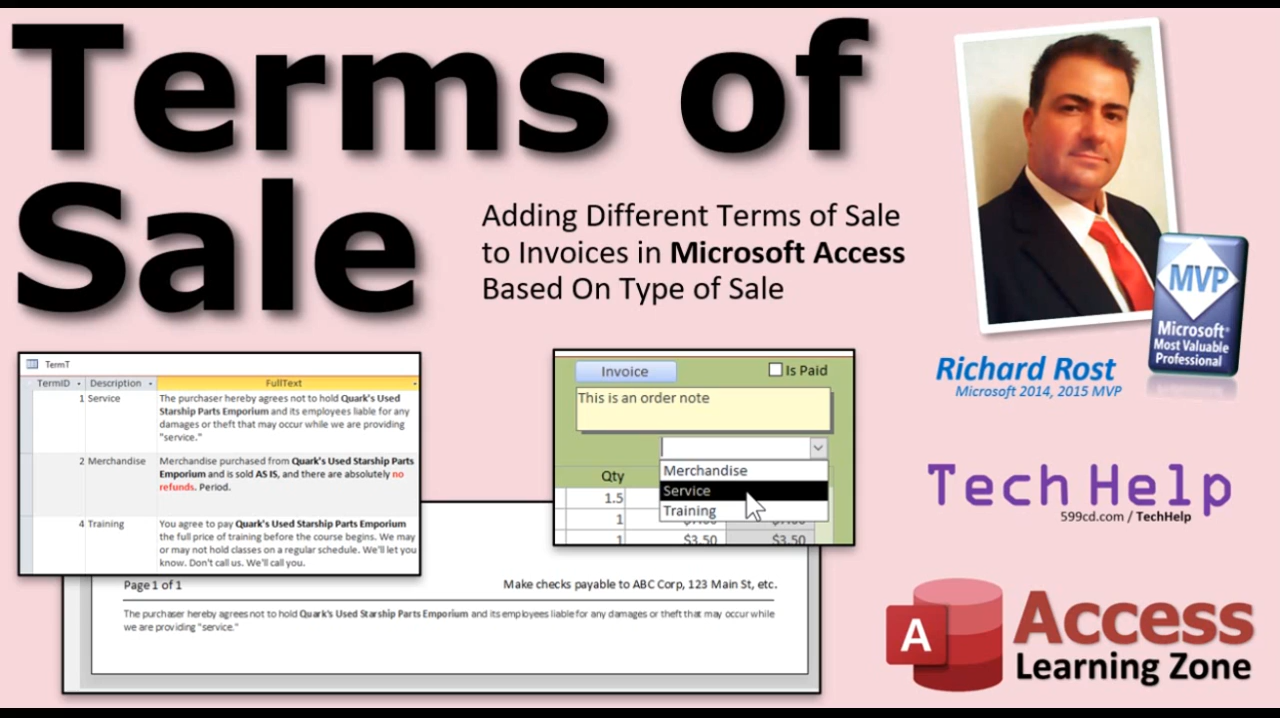 Terms of
Sale
Adding Different Terms of Sale
to Invoices in Microsoft Access
Based On Type of Sale
MVP
Microsoft®
Most Valuable
Professional
Richard Rost
Microsoft 2014, 2015 MVP
Tech Help
599cd.com / TechHelp
A
Access
Learning Zone
TermT
TermID Description FullText
1 Service The purchaser hereby agrees not to hold Quark's Used
Starship Parts Emporium and its employees liable for any
damages or theft that may occur while we are providing
"service."
2 Merchandise Merchandise purchased from Quark's Used Starship Parts
Emporium and is sold AS IS, and there are absolutely no
refunds. Period.
4 Training You agree to pay Quark's Used Starship Parts Emporium
the full price of training before the course begins. We may
or may not hold classes on a regular schedule. We'll let you
know. Don't call us. We'll call you.
Invoice Is Paid
This is an order note
Merchandise
Service
Training
Qty
1.5
1
1 $3.50 $3.50
Page 1 of 1 Make checks payable to ABC Corp, 123 Main St, etc.
The purchaser hereby agrees not to hold Quark's Used Starship Parts Emporium and its employees liable for any damages or theft that may occur while
we are providing "service."